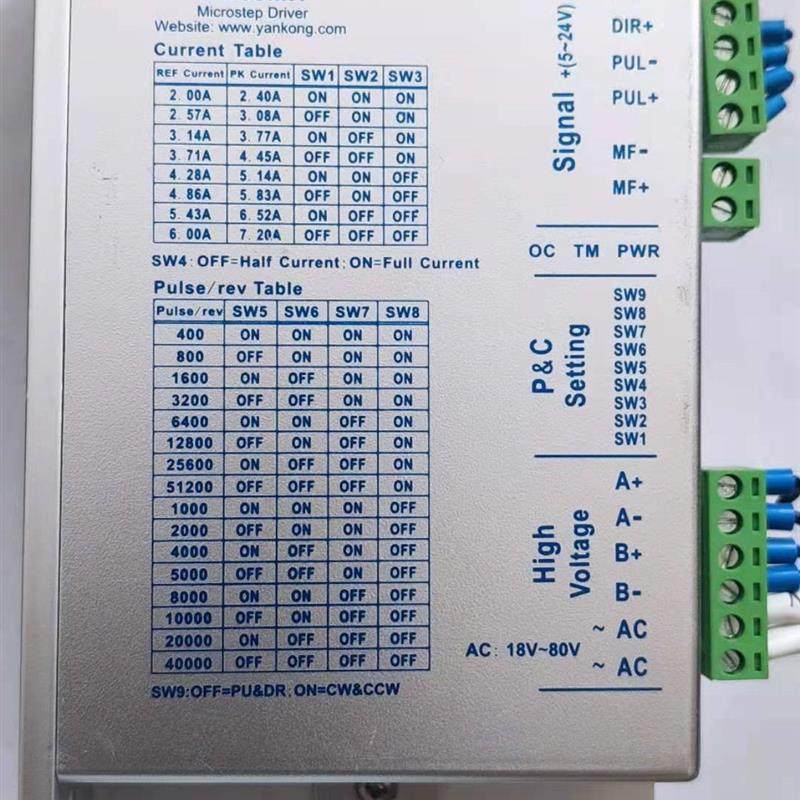 Microstep Driver
Website: www.yankong.com
Current Table
REF Current PK Current SW1 SW2 SW3
2.00A 2.40A ON ON ON
2.57A 3.08A OFF ON ON
3.14A 3.77A ON OFF ON
3.71A 4.45A OFF OFF ON
4.28A 5.14A ON ON OFF
4.86A 5.83A OFF ON OFF
5.43A 6.52A ON OFF OFF
6.00A 7.20A OFF OFF OFF
SW4:OFF=Half Current;ON=Full Current
Pulse/rev Table
Pulse/rev SW5 SW6 SW7 SW8
400 ON ON ON ON
800 OFF ON ON ON
1600 ON OFF ON ON
3200 OFF OFF ON ON
6400 ON ON OFF ON
12800 OFF ON OFF ON
25600 ON OFF OFF ON
51200 OFF OFF OFF ON
1000 ON ON ON OFF
2000 OFF ON ON OFF
4000 ON OFF ON OFF
5000 OFF OFF ON OFF
8000 ON ON OFF OFF
10000 OFF ON OFF OFF
20000 ON OFF OFF OFF
40000 OFF OFF OFF OFF
SW9:OFF=PU&DR;ON=CW&CCW
Signal +(5~24V)
DIR+
PUL-
PUL+
MF-
MF+
OC TM PWR
P&C
Setting
SW9
SW8
SW7
SW6
SW5
SW4
SW3
SW2
SW1
High
Voltage
A+
A-
B+
B-
~ AC
AC: 18V~80V
~ AC